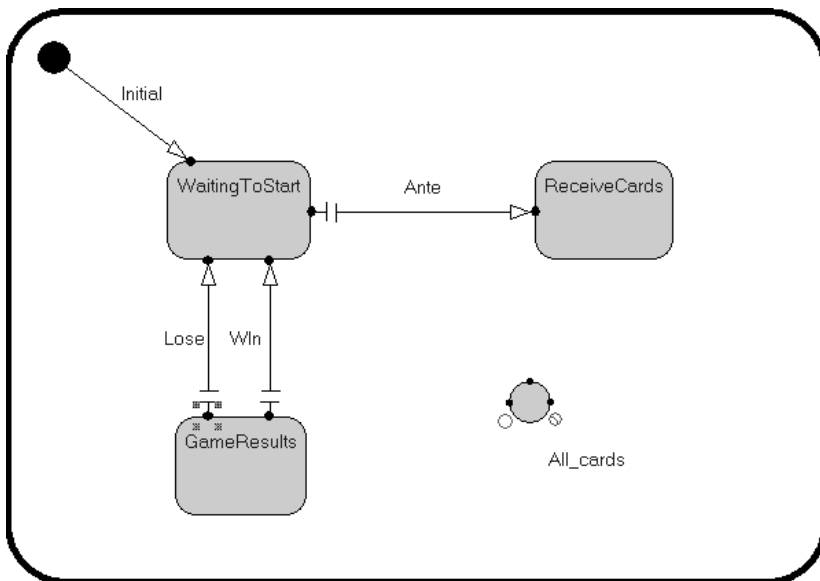 Initial
WaitingToStart
Ante
ReceiveCards
Lose
WIn
GameResults
All_cards